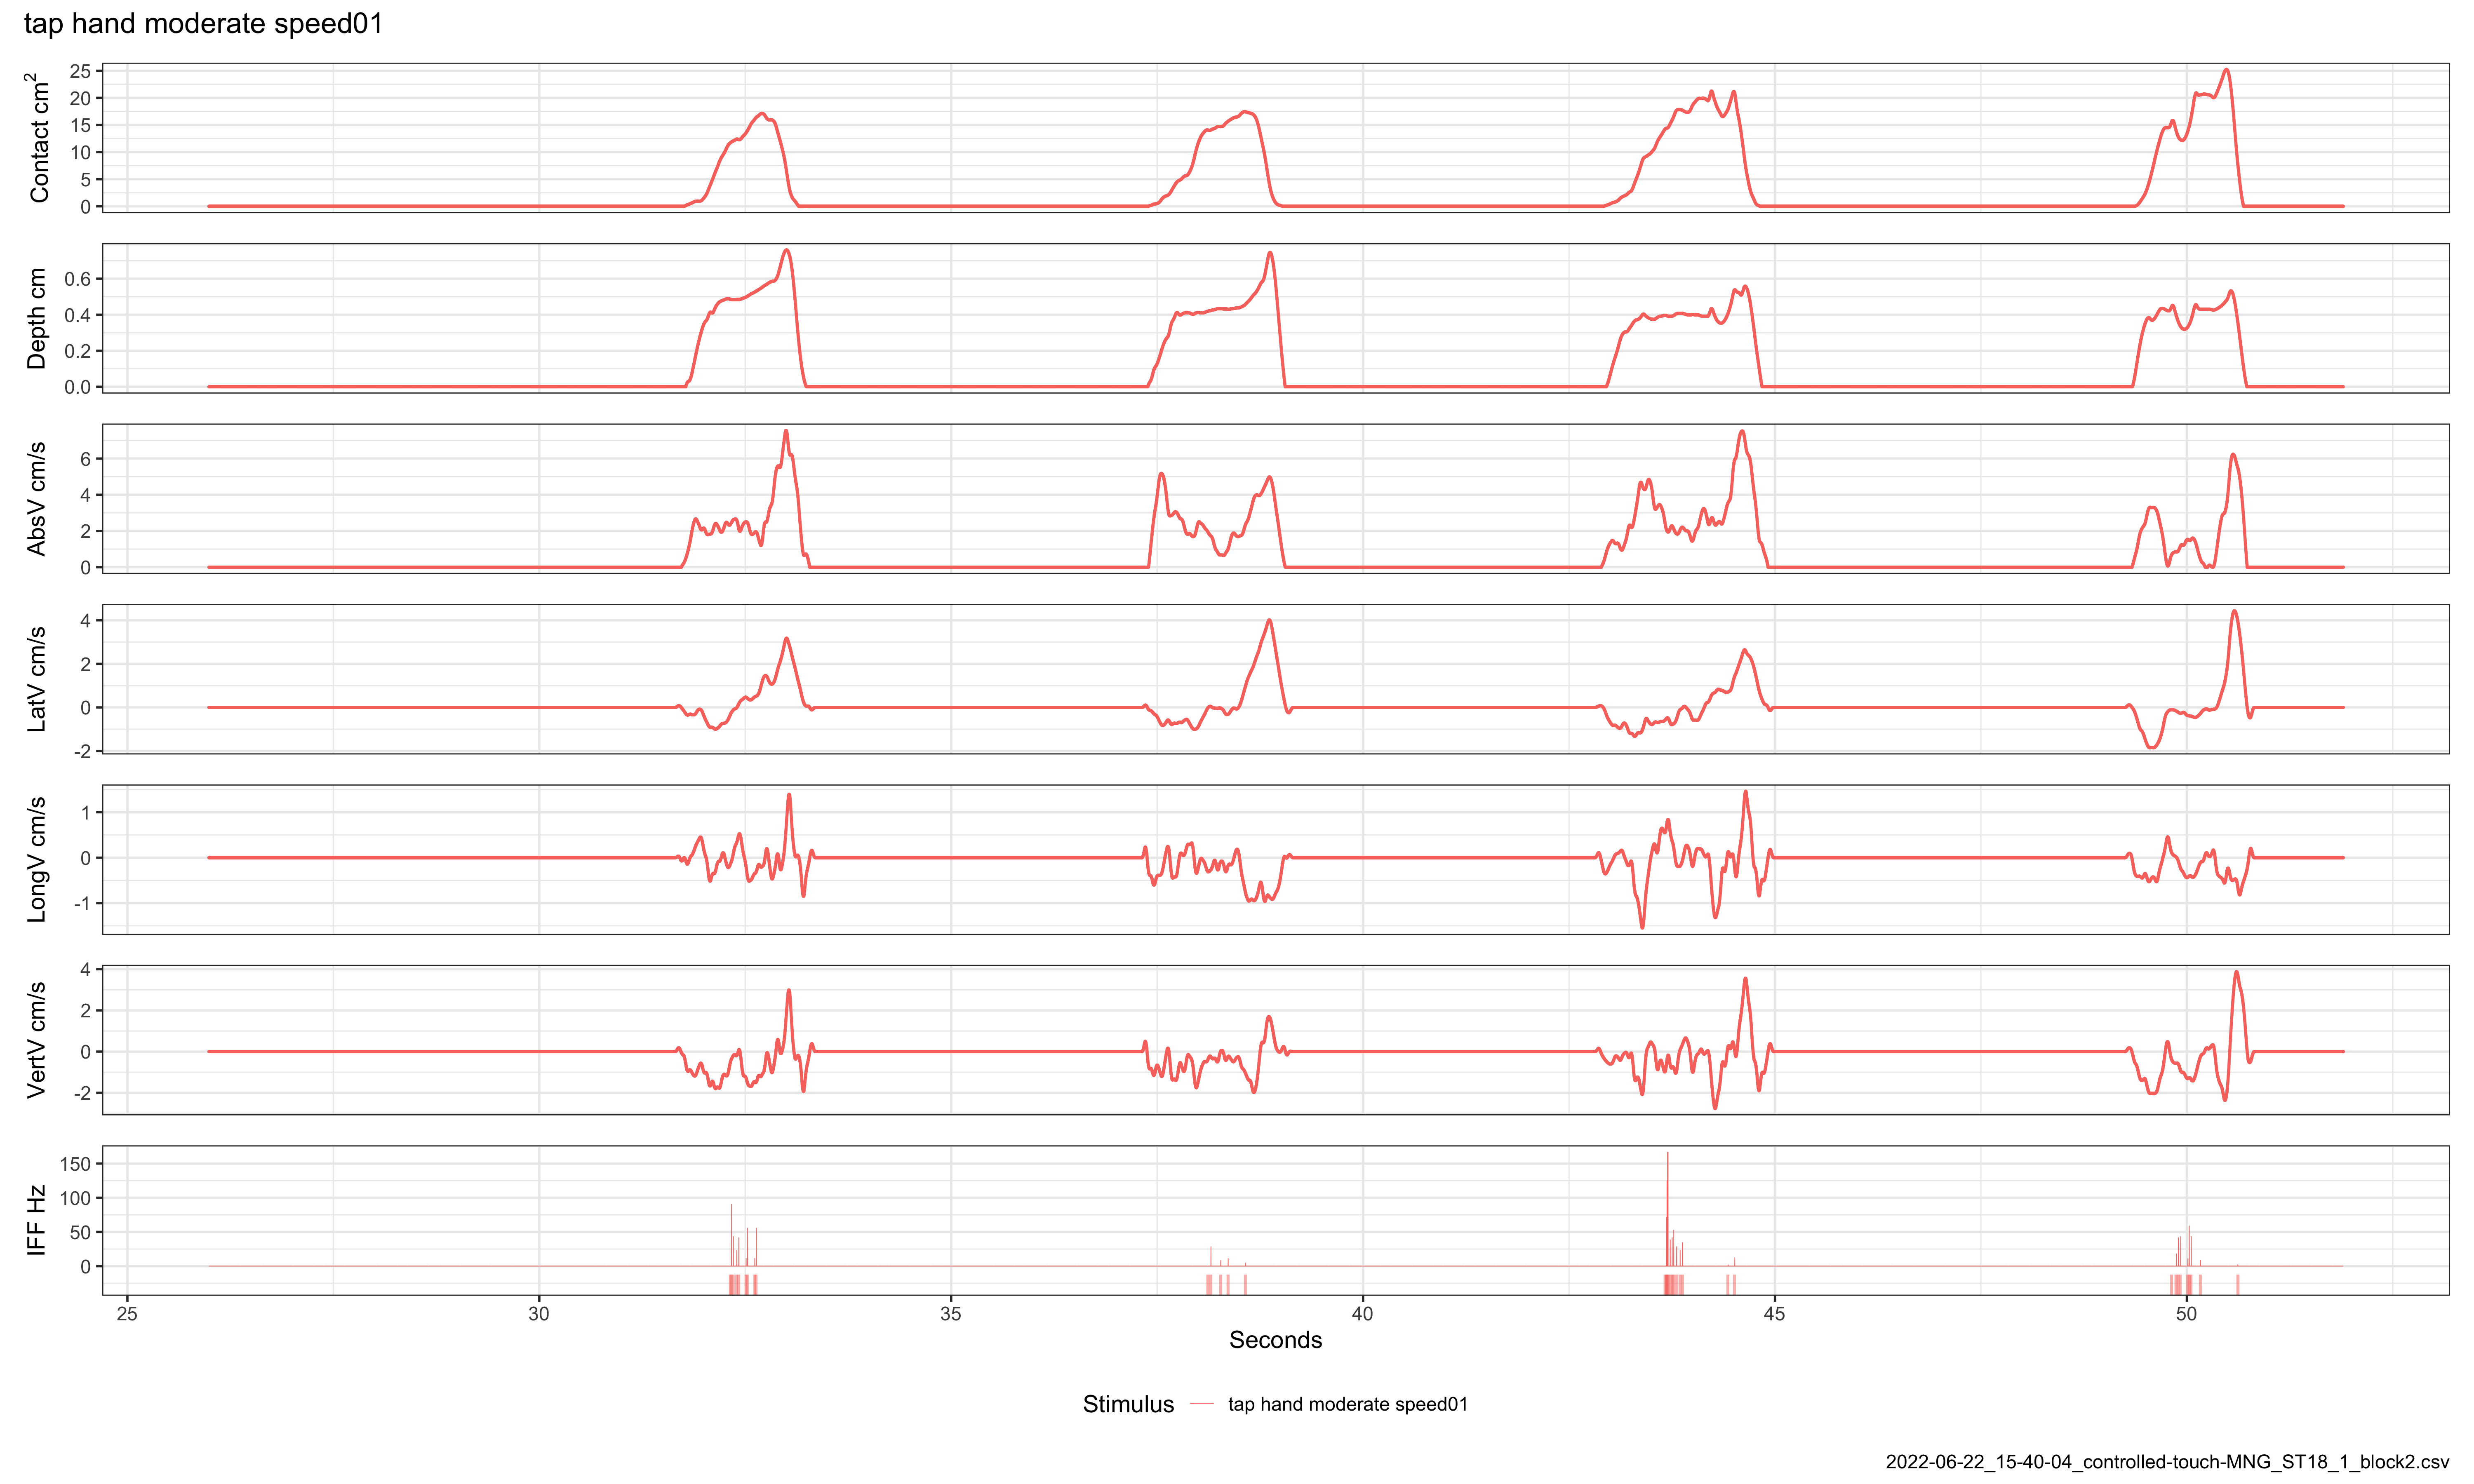 tap hand moderate speed01
Contact cm²
25
20
15
10
5
0
Depth cm
0.6
0.4
0.2
0.0
AbsV cm/s
6
4
2
0
LatV cm/s
4
2
0
-2
LongV cm/s
1
0
-1
VertV cm/s
4
2
0
-2
IFF Hz
150
100
50
0
25 30 35 40 45 50
Seconds
Stimulus tap hand moderate speed01
2022-06-22_15-40-04_controlled-touch-MNG_ST18_1_block2.csv